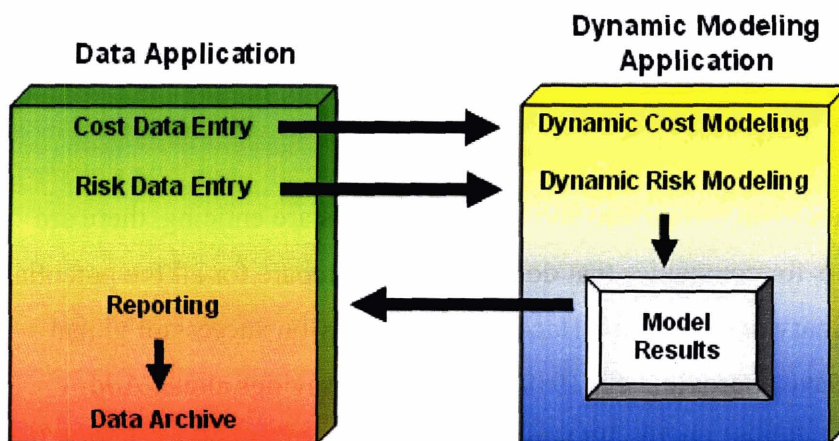 Data Application
Dynamic Modeling
Application
Cost Data Entry
Dynamic Cost Modeling
Risk Data Entry
Dynamic Risk Modeling
Reporting
Model
Results
Data Archive